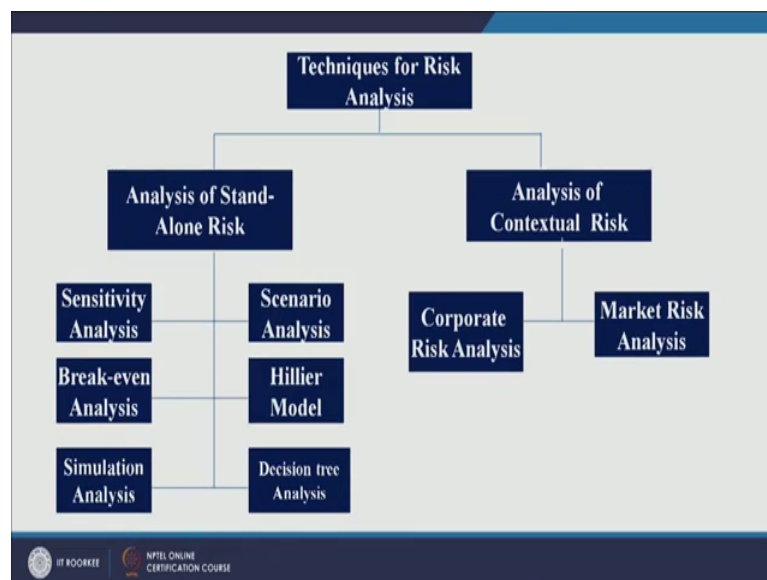 Techniques for Risk
Analysis
Analysis of Stand-
Alone Risk
Analysis of
Contextual Risk
Sensitivity
Analysis
Scenario
Analysis
Corporate
Risk Analysis
Market Risk
Analysis
Break-even
Analysis
Hillier
Model
Simulation
Analysis
Decision tree
Analysis
IIT ROORKEE
NPTEL ONLINE
CERTIFICATION COURSE